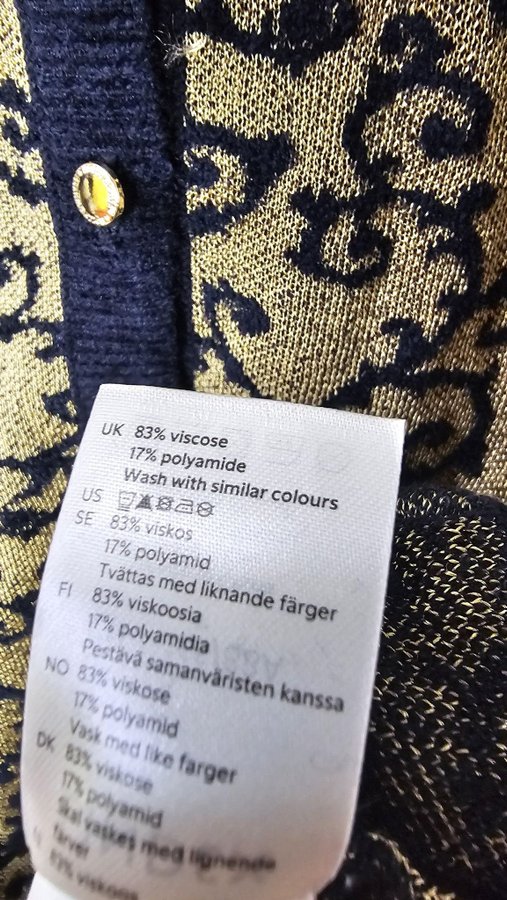 UK 83% viscose
17% polyamide
Wash with similar colours
US
SE 83% viskos
17% polyamid
Tvättas med liknande färger
FI 83% viskoosia
17% polyamidia
Pestävä samanväristen kanssa
NO 83% viskose
17% polyamid
Vask med like farger
DK 83% viskose
17% polyamid
Skal vaskes med lignende
farver
83% viskoos